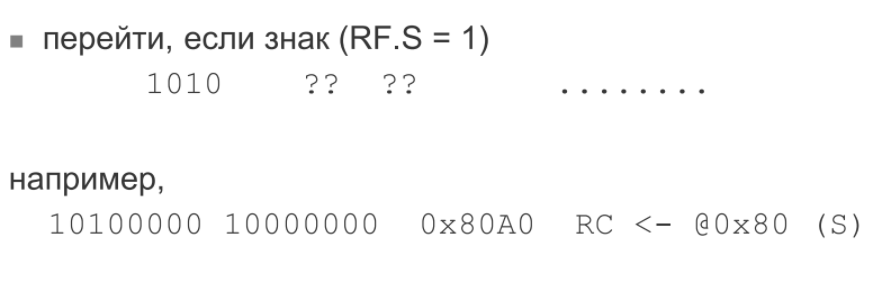 ▪ перейти, если знак (RF.S = 1)
1010 ?? ?? ........
например,
10100000 10000000 0x80A0 RC <- @0x80 (S)